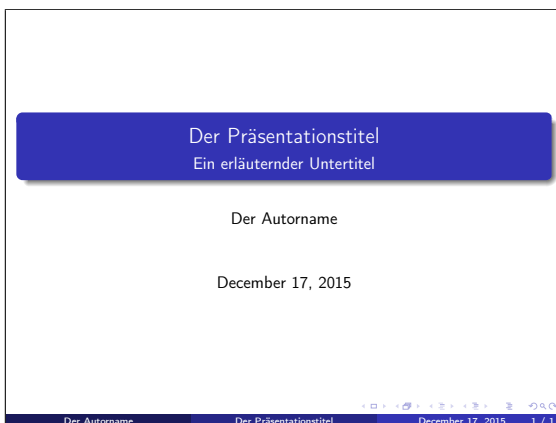 Der Präsentationstitel
Ein erläuternder Untertitel
Der Autorname
December 17, 2015
Der Autorname Der Präsentationstitel December 17, 2015 1 / 1